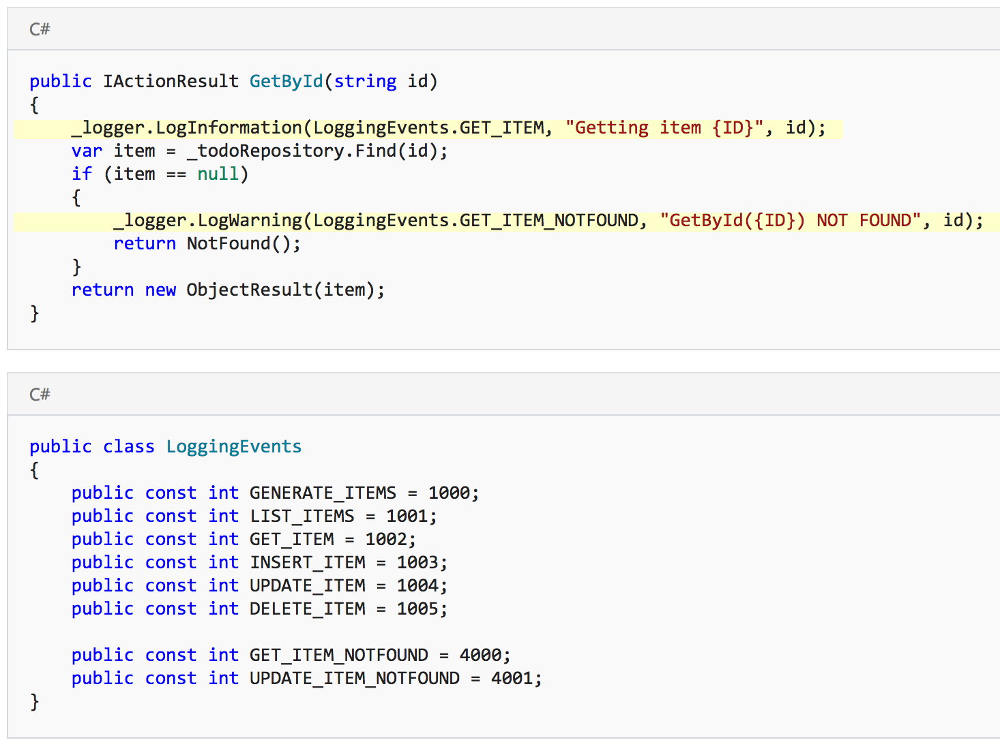 C#
public IActionResult GetById(string id)
{
    _logger.LogInformation(LoggingEvents.GET_ITEM, "Getting item {ID}", id);
    var item = _todoRepository.Find(id);
    if (item == null)
    {
        _logger.LogWarning(LoggingEvents.GET_ITEM_NOTFOUND, "GetById({ID}) NOT FOUND", id);
        return NotFound();
    }
    return new ObjectResult(item);
}
C#
public class LoggingEvents
{
    public const int GENERATE_ITEMS = 1000;
    public const int LIST_ITEMS = 1001;
    public const int GET_ITEM = 1002;
    public const int INSERT_ITEM = 1003;
    public const int UPDATE_ITEM = 1004;
    public const int DELETE_ITEM = 1005;

    public const int GET_ITEM_NOTFOUND = 4000;
    public const int UPDATE_ITEM_NOTFOUND = 4001;
}